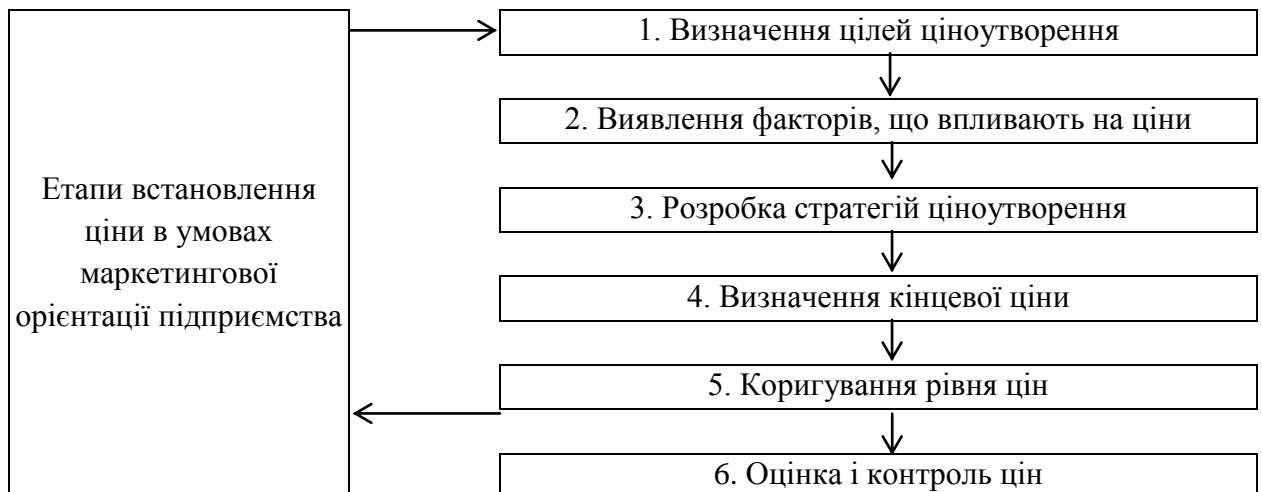 Етапи встановлення
ціни в умовах
маркетингової
орієнтації підприємства
1. Визначення цілей ціноутворення
2. Виявлення факторів, що впливають на ціни
3. Розробка стратегій ціноутворення
4. Визначення кінцевої ціни
5. Коригування рівня цін
6. Оцінка і контроль цін